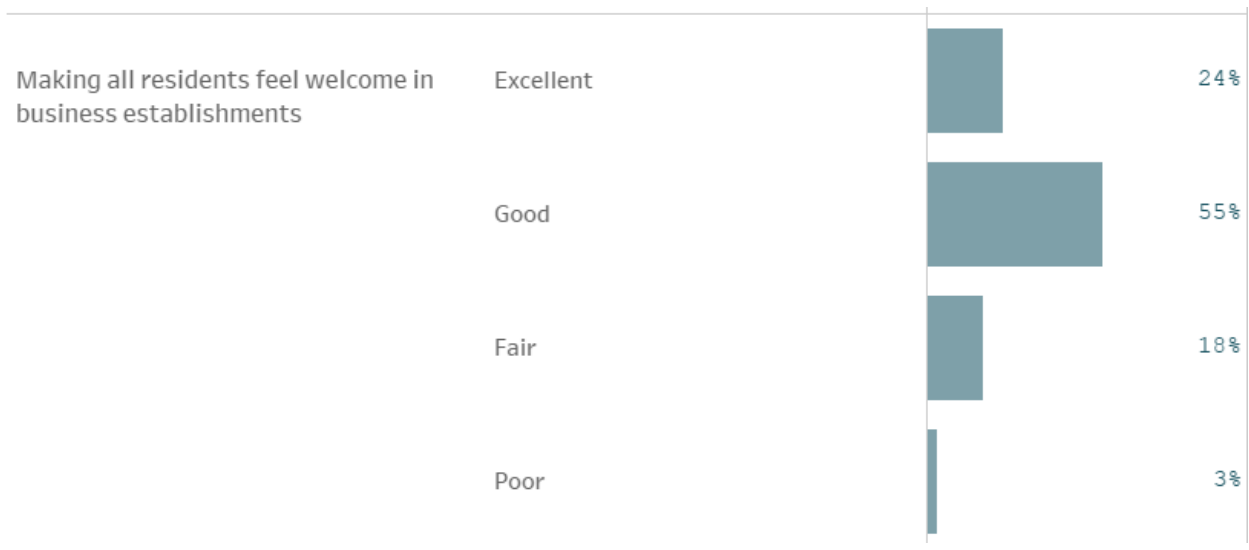 Making all residents feel welcome in
business establishments
Excellent
24%
Good
55%
Fair
18%
Poor
3%